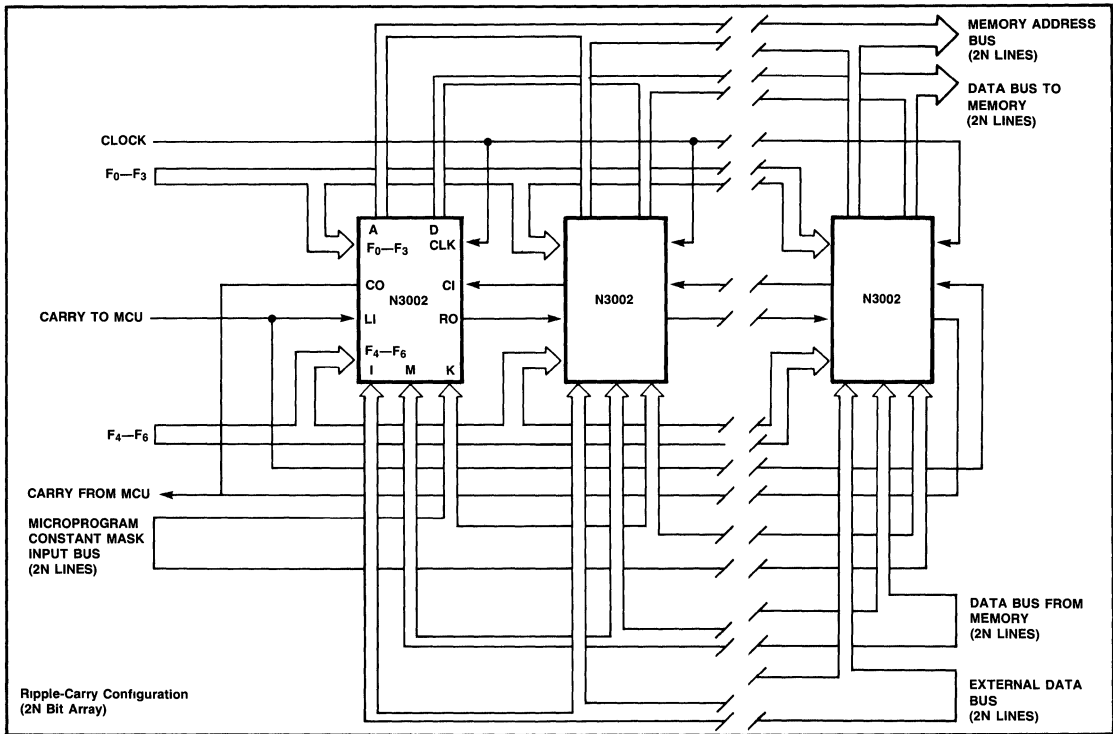 MEMORY ADDRESS
BUS
(2N LINES)
DATA BUS TO
MEMORY
(2N LINES)
CLOCK
F₀—F₃
A D
F₀—F₃ CLK
CO CI
N3002
LI RO
F₄—F₆
I M K
N3002
N3002
CARRY TO MCU
F₄—F₆
CARRY FROM MCU
MICROPROGRAM
CONSTANT MASK
INPUT BUS
(2N LINES)
DATA BUS FROM
MEMORY
(2N LINES)
EXTERNAL DATA
BUS
(2N LINES)
Ripple-Carry Configuration
(2N Bit Array)